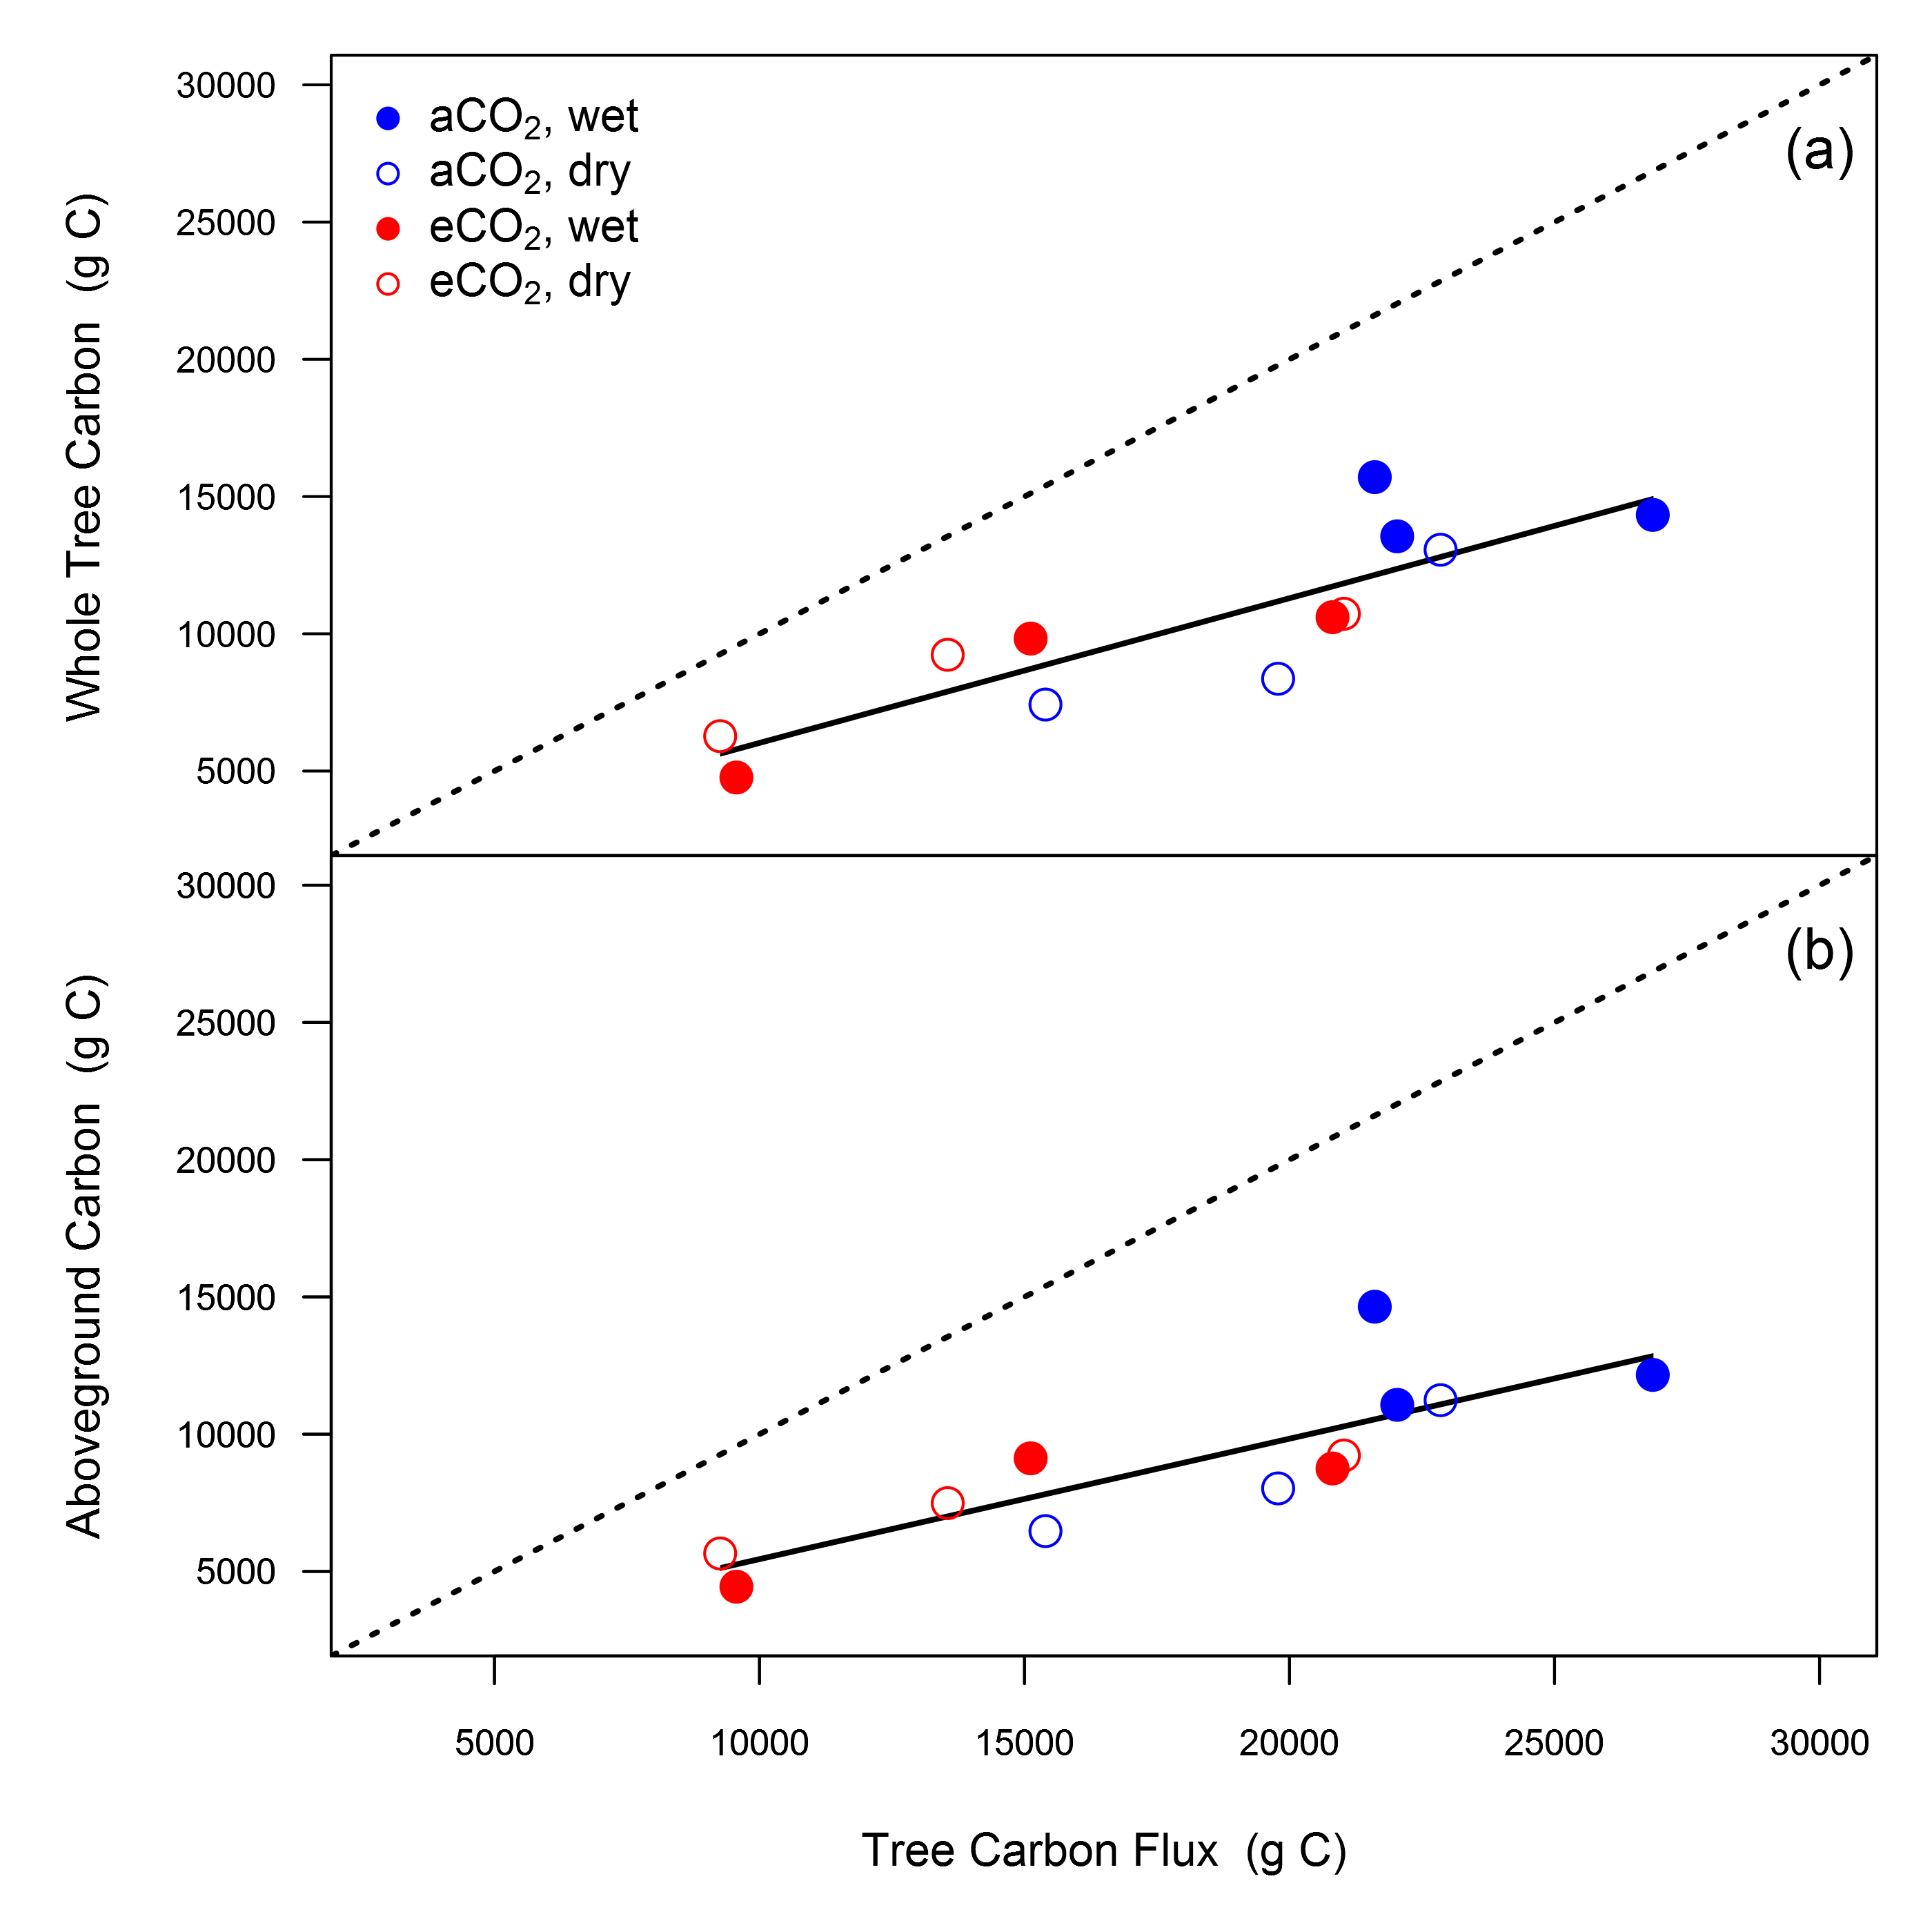 Whole Tree Carbon (g C)
30000
25000
20000
15000
10000
5000
aCO₂, wet
aCO₂, dry
eCO₂, wet
eCO₂, dry
(a)
Aboveground Carbon (g C)
30000
25000
20000
15000
10000
5000
(b)
5000 10000 15000 20000 25000 30000
Tree Carbon Flux (g C)